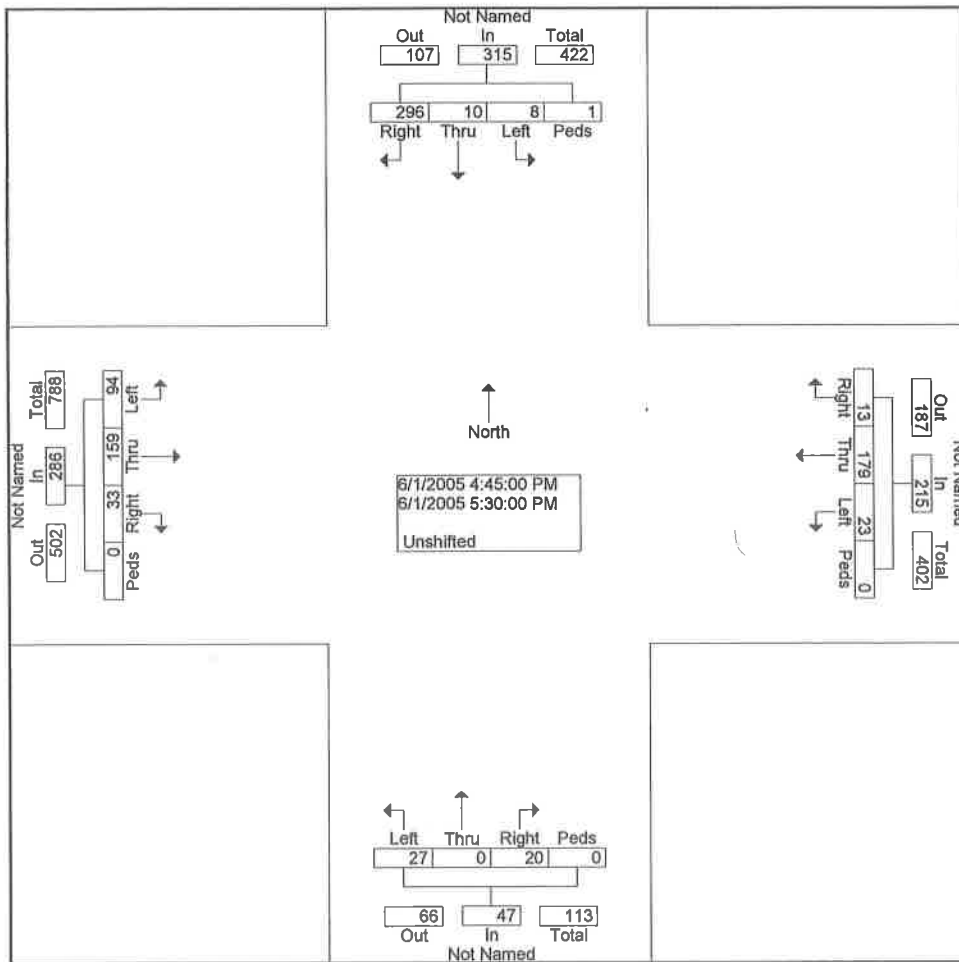 Not Named
Out In Total
107 315 422
296 10 8 1
Right Thru Left Peds
Not Named
Total In Out
788 286 502
94 159 33 0
Left Thru Right Peds
North
6/1/2005 4:45:00 PM
6/1/2005 5:30:00 PM
Unshifted
Right Thru Left Peds
13 179 23 0
Out In Total
187 215 402
Not Named
Left Thru Right Peds
27 0 20 0
66 47 113
Out In Total
Not Named